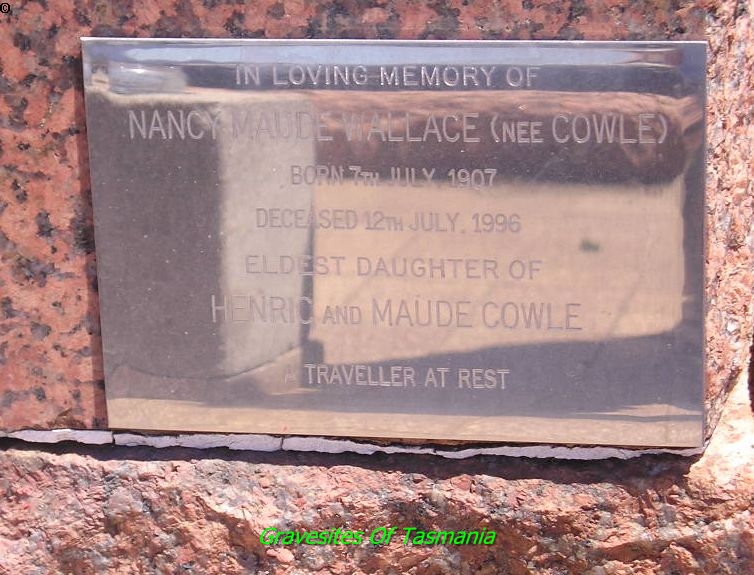 ©
IN LOVING MEMORY OF
NANCY MAUDE WALLACE (NEE COWLE)
BORN 7TH JULY, 1907
DECEASED 12TH JULY, 1996
ELDEST DAUGHTER OF
HENRIC AND MAUDE COWLE
A TRAVELLER AT REST
Gravesites Of Tasmania